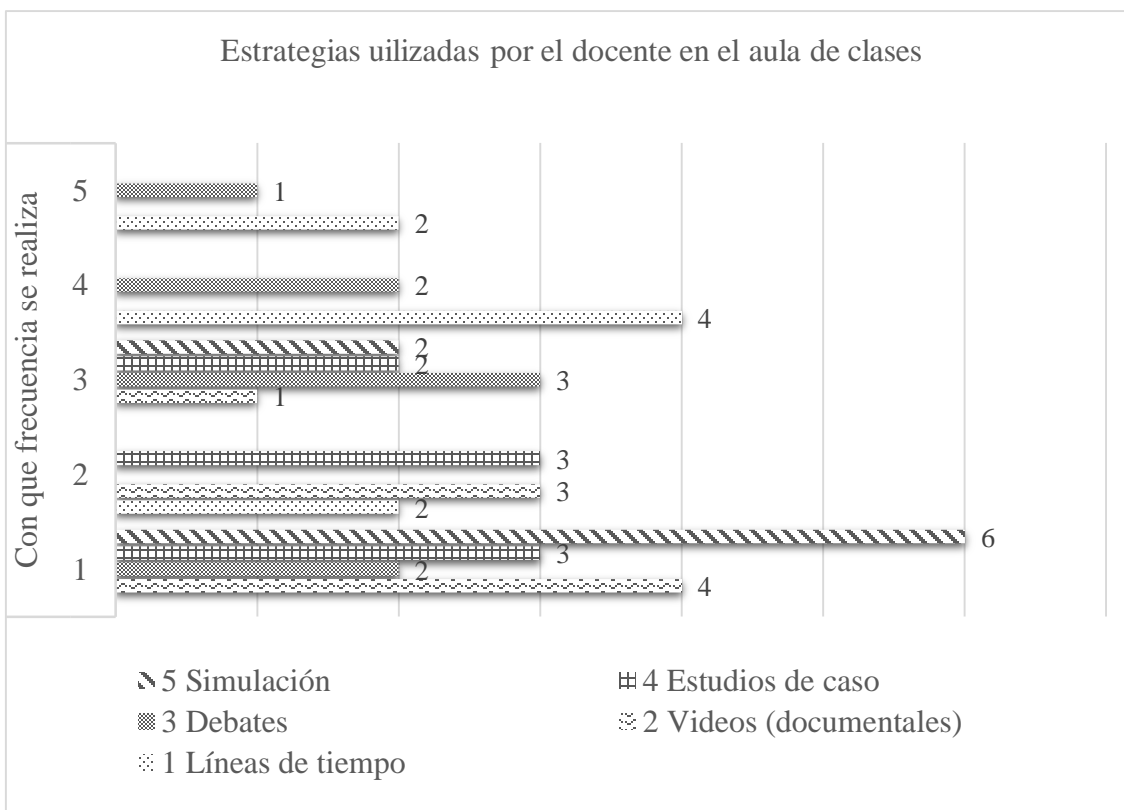 Estrategias uilizadas por el docente en el aula de clases
Con que frecuencia se realiza
5
1
2
4
2
4
3
2
2
3
1
2
3
3
2
1
6
3
2
4
5 Simulación
4 Estudios de caso
3 Debates
2 Videos (documentales)
1 Líneas de tiempo